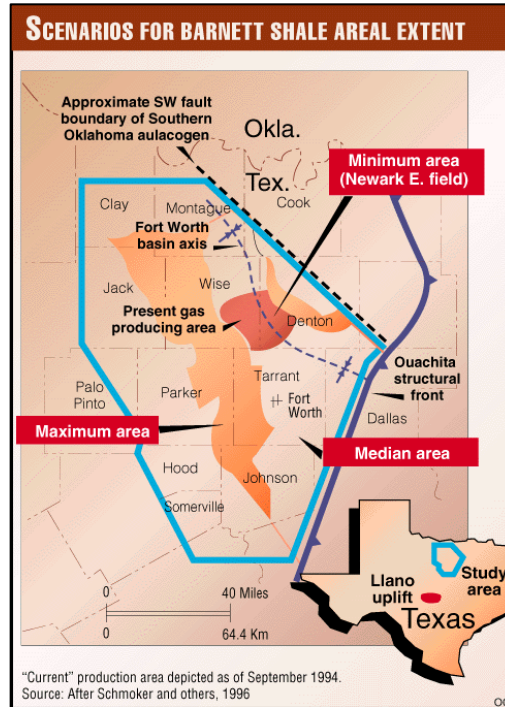 SCENARIOS FOR BARNETT SHALE AREAL EXTENT
Approximate SW fault
boundary of Southern
Oklahoma aulacogen
Okla.
Tex.
Minimum area
(Newark E. field)
Clay
Montague
Cook
Fort Worth
basin axis
Jack
Wise
Present gas
producing area
Denton
Ouachita
structural
front
Palo
Pinto
Parker
Tarrant
Fort
Worth
Dallas
Maximum area
Median area
Hood
Johnson
Somerville
0 40 Miles
0 64.4 Km
Llano
uplift
Study
area
Texas
“Current” production area depicted as of September 1994.
Source: After Schmoker and others, 1996